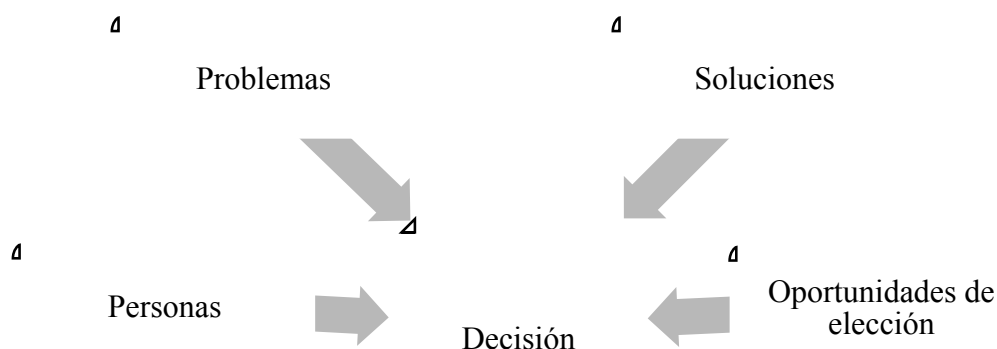 Problemas
Soluciones
Personas
Oportunidades de
elección
Decisión